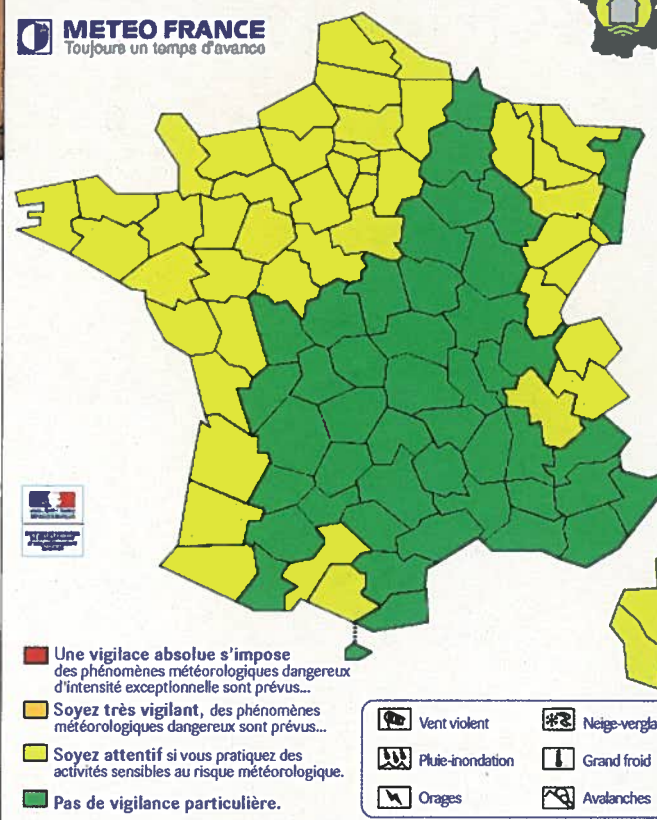 METEO FRANCE
Toujours un temps d'avance
Une vigilace absolue s'impose
des phénomènes météorologiques dangereux
d'intensité exceptionnelle sont prévus...
Soyez très vigilant, des phénomènes
météorologiques dangereux sont prévus...
Soyez attentif si vous pratiquez des
activités sensibles au risque météorologique.
Pas de vigilance particulière.
Vent violent
Neige-vergla
Pluie-inondation
Grand froid
Orages
Avalanches